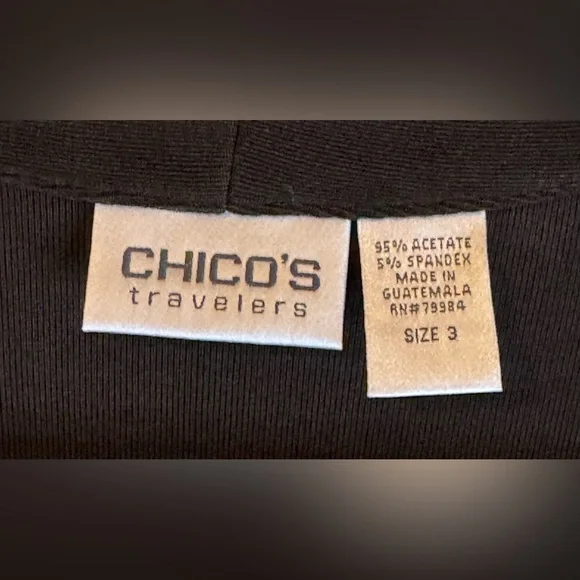 CHICO'S
travelers
95% ACETATE
5% SPANDEX
MADE IN
GUATEMALA
RN#79984
SIZE 3